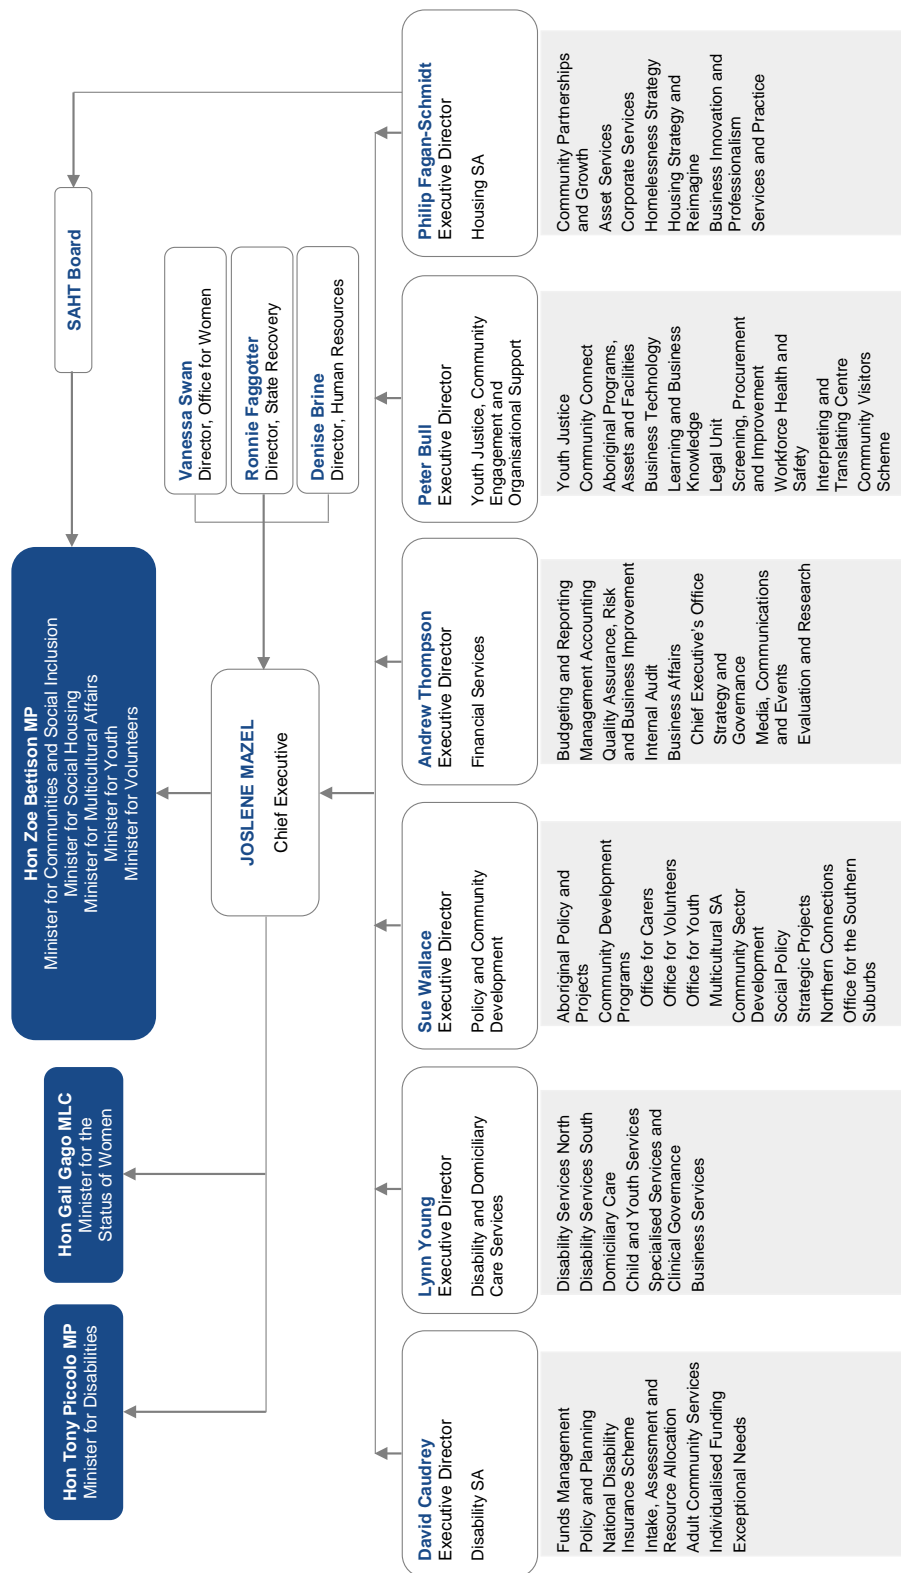 Hon Tony Piccolo MP
Minister for Disabilities
Hon Gail Gago MLC
Minister for the
Status of Women
Hon Zoe Bettison MP
Minister for Communities and Social Inclusion
Minister for Social Housing
Minister for Multicultural Affairs
Minister for Youth
Minister for Volunteers
SAHT Board
JOSLENE MAZEL
Chief Executive
Vanessa Swan
Director, Office for Women
Ronnie Faggotter
Director, State Recovery
Denise Brine
Director, Human Resources
David Caudrey
Executive Director
Disability SA
Funds Management
Policy and Planning
National Disability
Insurance Scheme
Intake, Assessment and
Resource Allocation
Adult Community Services
Individualised Funding
Exceptional Needs
Lynn Young
Executive Director
Disability and Domiciliary
Care Services
Disability Services North
Disability Services South
Domiciliary Care
Child and Youth Services
Specialised Services and
Clinical Governance
Business Services
Sue Wallace
Executive Director
Policy and Community
Development
Aboriginal Policy and
Projects
Community Development
Programs
Office for Carers
Office for Volunteers
Office for Youth
Multicultural SA
Community Sector
Development
Social Policy
Strategic Projects
Northern Connections
Office for the Southern
Suburbs
Andrew Thompson
Executive Director
Financial Services
Budgeting and Reporting
Management Accounting
Quality Assurance, Risk
and Business Improvement
Internal Audit
Business Affairs
Chief Executive's Office
Strategy and
Governance
Media, Communications
and Events
Evaluation and Research
Peter Bull
Executive Director
Youth Justice, Community
Engagement and
Organisational Support
Youth Justice
Community Connect
Aboriginal Programs,
Assets and Facilities
Business Technology
Learning and Business
Knowledge
Legal Unit
Screening, Procurement
and Improvement
Workforce Health and
Safety
Interpreting and
Translating Centre
Community Visitors
Scheme
Philip Fagan-Schmidt
Executive Director
Housing SA
Community Partnerships
and Growth
Asset Services
Corporate Services
Homelessness Strategy
Housing Strategy and
Reimagine
Business Innovation and
Professionalism
Services and Practice